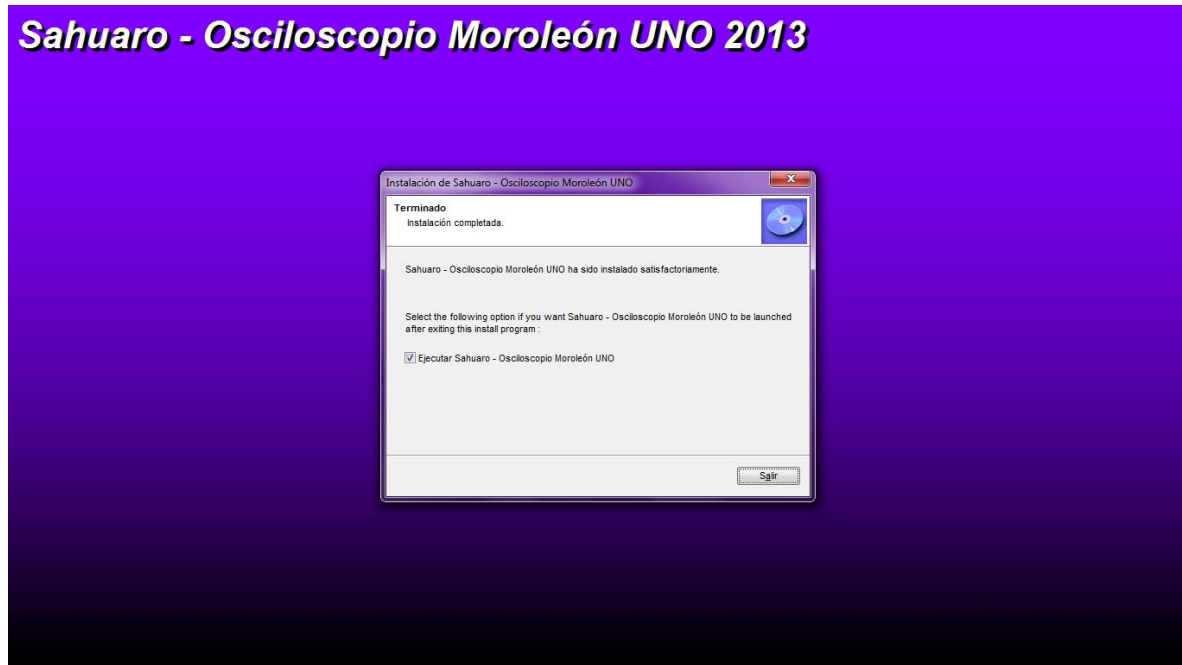 Sahuaro - Osciloscopio Moroleón UNO 2013
Instalación de Sahuaro - Osciloscopio Moroleón UNO
Terminado
Instalación completada.
Sahuaro - Osciloscopio Moroleón UNO ha sido instalado satisfactoriamente.
Select the following option if you want Sahuaro - Osciloscopio Moroleón UNO to be launched
after exiting this install program :
Ejecutar Sahuaro - Osciloscopio Moroleón UNO
Salir